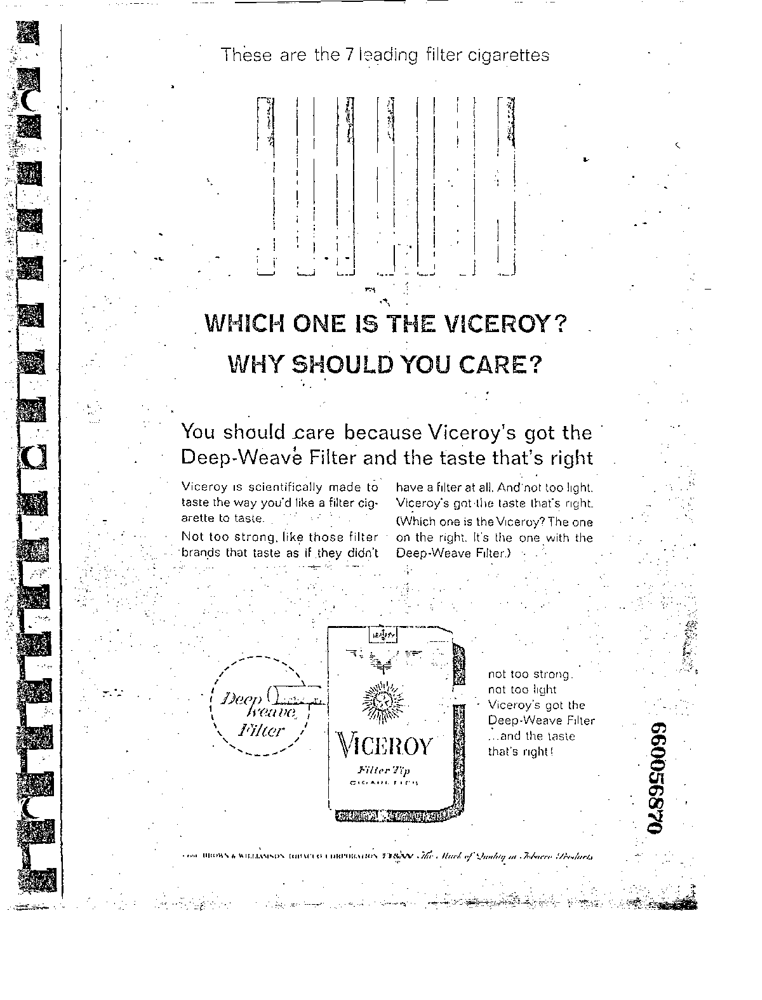 These are the 7 leading filter cigarettes
WHICH ONE IS THE VICEROY?
WHY SHOULD YOU CARE?
You should care because Viceroy's got the
Deep-Weave Filter and the taste that's right
Viceroy is scientifically made to
taste the way you'd like a filter cig-
arette to taste.
Not too strong, like those filter
brands that taste as if they didn't
have a filter at all. And not too light.
Viceroy's got the taste that's right.
(Which one is the Viceroy? The one
on the right. It's the one with the
Deep-Weave Filter.)
Deep
Weave
Filter
VICEROY
Filter Tip
CIGARETTES
not too strong.
not too light
Viceroy's got the
Deep-Weave Filter
...and the taste
that's right!
660056870
BROWN & WILLIAMSON TOBACCO CORPORATION B&W The Mark of Quality in Tobacco Products